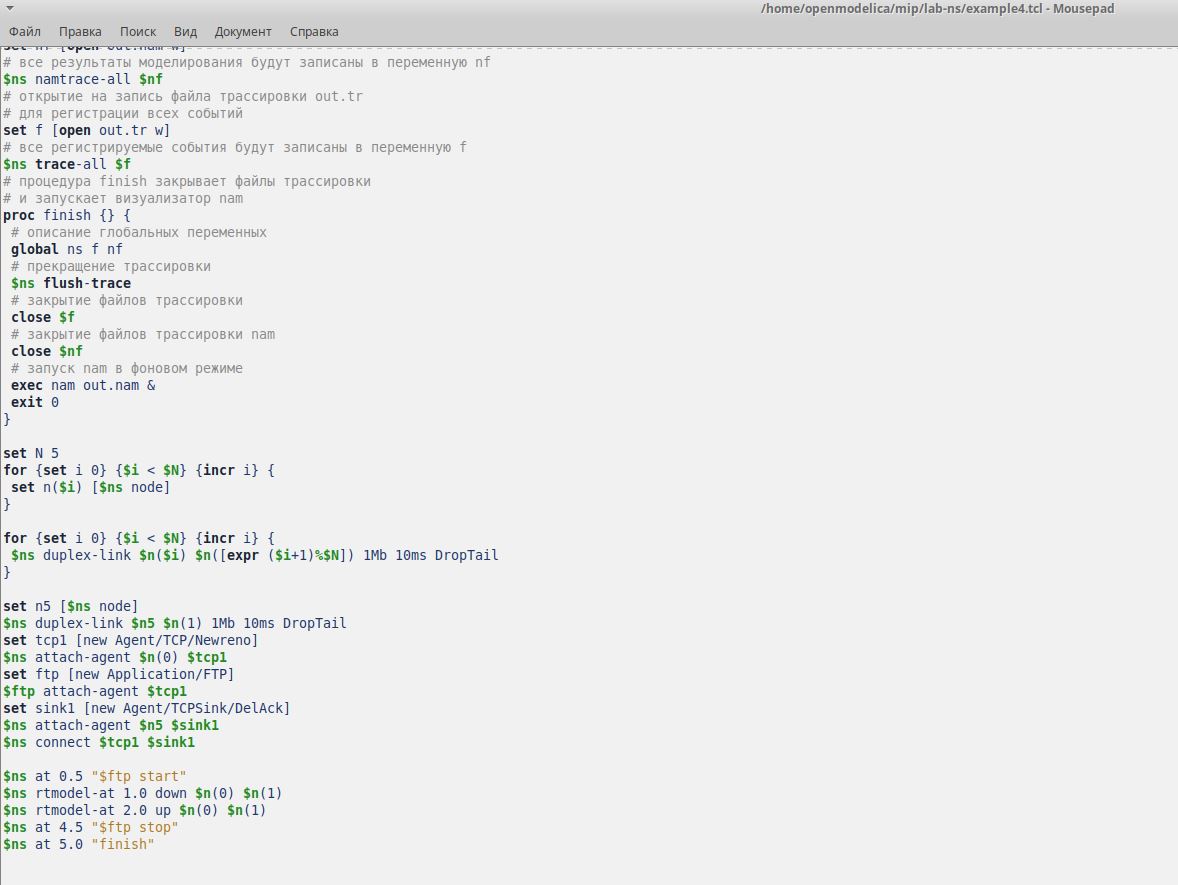 /home/openmodelica/mip/lab-ns/example4.tcl - Mousepad
Файл Правка Поиск Вид Документ Справка
set nf [open out.nam w]
# все результаты моделирования будут записаны в переменную nf
$ns namtrace-all $nf
# открытие на запись файла трассировки out.tr
# для регистрации всех событий
set f [open out.tr w]
# все регистрируемые события будут записаны в переменную f
$ns trace-all $f
# процедура finish закрывает файлы трассировки
# и запускает визуализатор nam
proc finish {} {
 # описание глобальных переменных
 global ns f nf
 # прекращение трассировки
 $ns flush-trace
 # закрытие файлов трассировки
 close $f
 # закрытие файлов трассировки nam
 close $nf
 # запуск nam в фоновом режиме
 exec nam out.nam &
 exit 0
}
set N 5
for {set i 0} {$i < $N} {incr i} {
 set n($i) [$ns node]
}
for {set i 0} {$i < $N} {incr i} {
 $ns duplex-link $n($i) $n([expr ($i+1)%$N]) 1Mb 10ms DropTail
}
set n5 [$ns node]
$ns duplex-link $n5 $n(1) 1Mb 10ms DropTail
set tcp1 [new Agent/TCP/Newreno]
$ns attach-agent $n(0) $tcp1
set ftp [new Application/FTP]
$ftp attach-agent $tcp1
set sink1 [new Agent/TCPSink/DelAck]
$ns attach-agent $n5 $sink1
$ns connect $tcp1 $sink1
$ns at 0.5 "$ftp start"
$ns rtmodel-at 1.0 down $n(0) $n(1)
$ns rtmodel-at 2.0 up $n(0) $n(1)
$ns at 4.5 "$ftp stop"
$ns at 5.0 "finish"